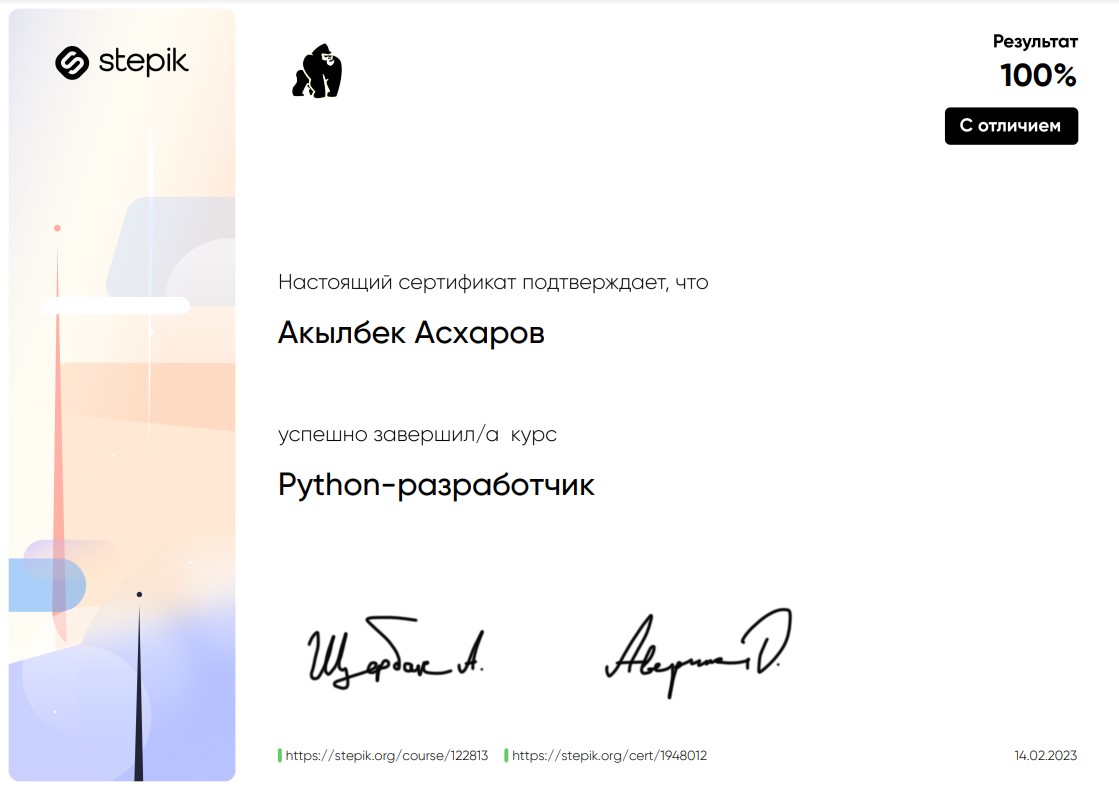 stepik
Результат
100%
С отличием
Настоящий сертификат подтверждает, что
Акылбек Асхаров
успешно завершил/а курс
Python-разработчик
Щербак А. Аверина D.
https://stepik.org/course/122813 https://stepik.org/cert/1948012 14.02.2023